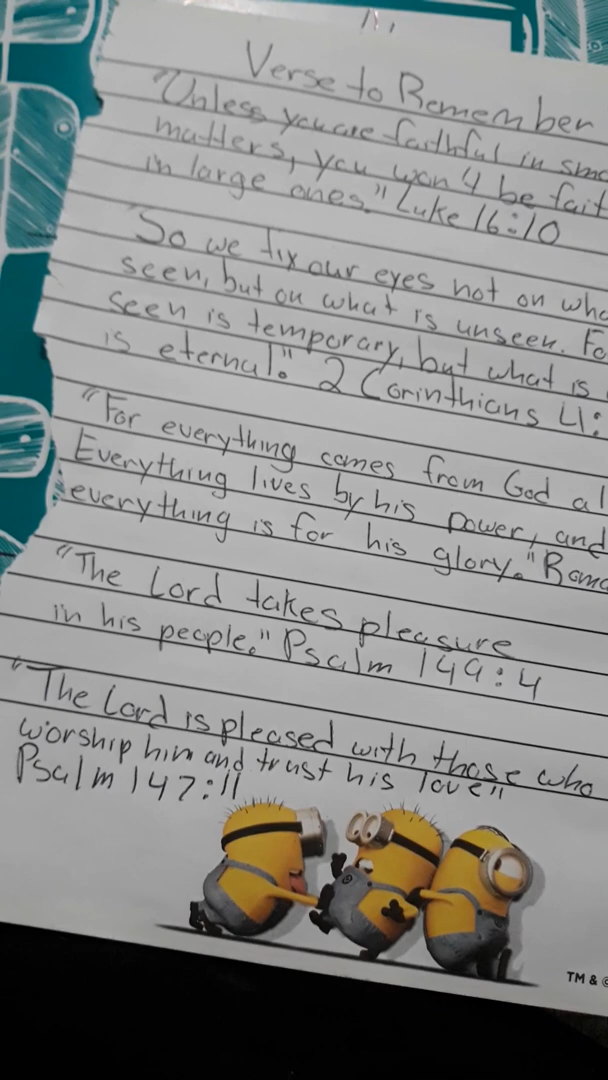 Verse to Remember
"Unless you are faithful in sma
matters, you won't be fait
in large ones." Luke 16:10
So we fix our eyes not on wha
seen, but on what is unseen. Fo
seen is temporary, but what is
is eternal." 2 Corinthians 4:
"For everything comes from God al
Everything lives by his power, and
everything is for his glory." Roma
"The Lord takes pleasure
in his people." Psalm 149:4
"The Lord is pleased with those who
worship him and trust his love"
Psalm 147:11
TM & ©